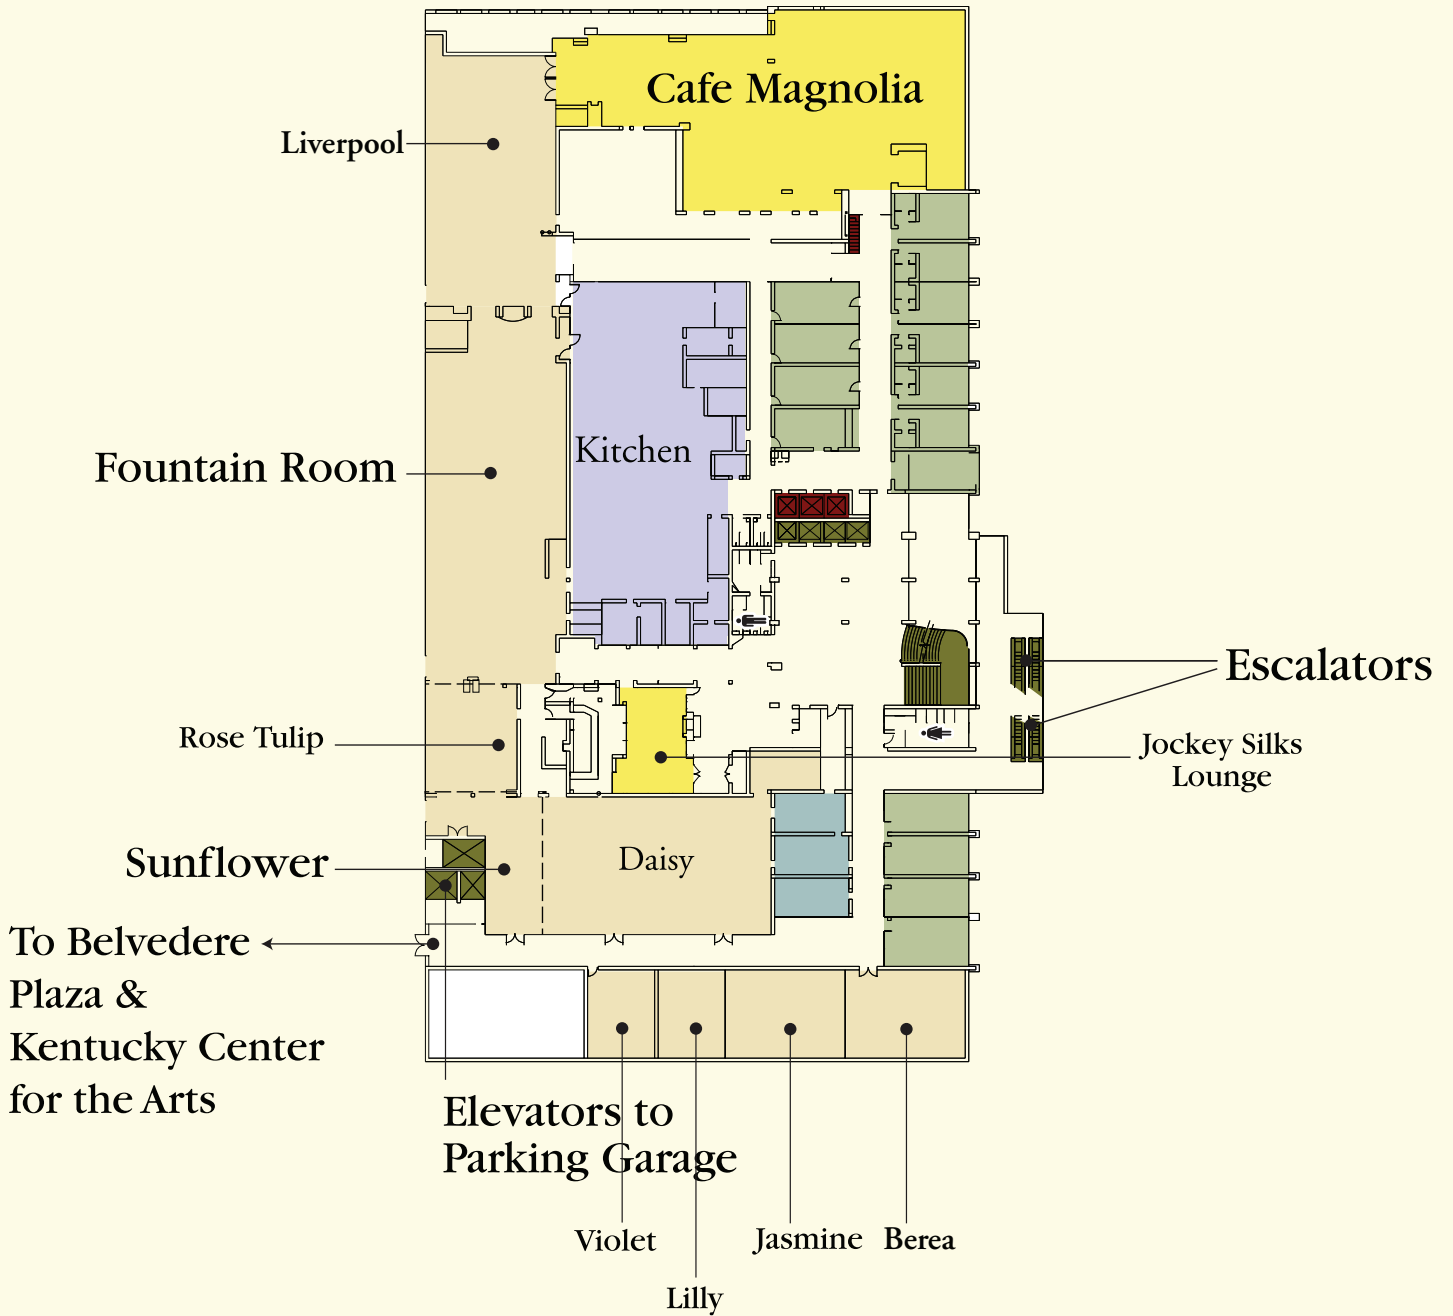 Cafe Magnolia
Liverpool
Kitchen
Fountain Room
Escalators
Rose Tulip
Jockey Silks
Lounge
Sunflower
Daisy
To Belvedere
Plaza &
Kentucky Center
for the Arts
Elevators to
Parking Garage
Violet
Jasmine
Berea
Lilly